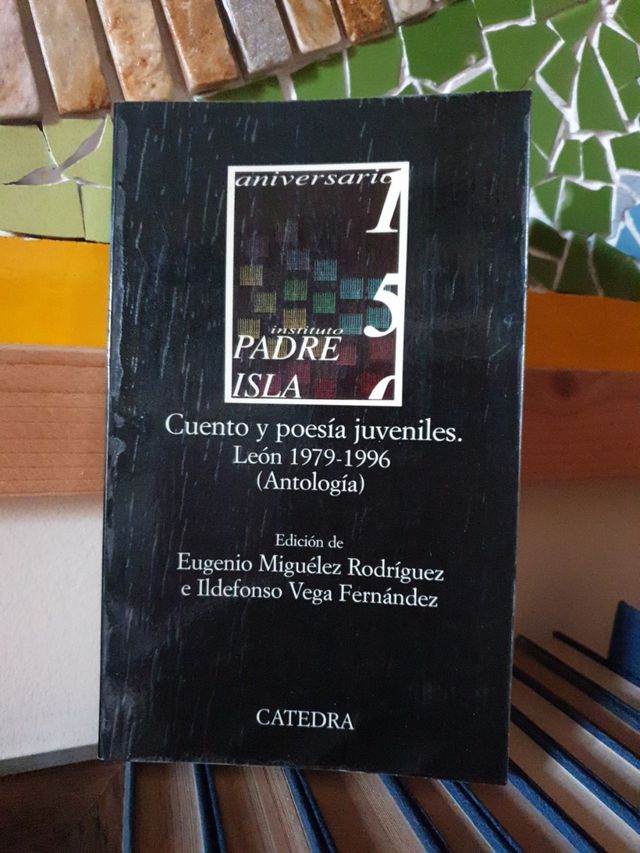 aniversario
1
5
0
instituto
PADRE
ISLA
Cuento y poesía juveniles.
León 1979-1996
(Antología)
Edición de
Eugenio Miguélez Rodríguez
e Ildefonso Vega Fernández
CATEDRA